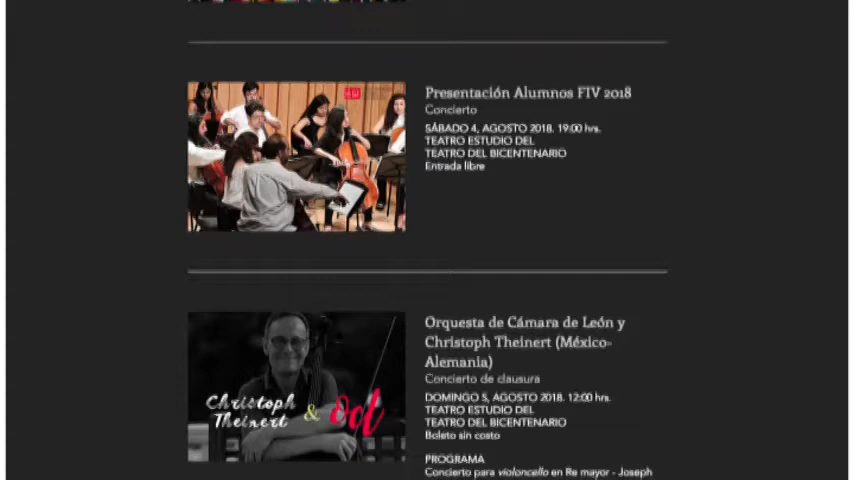 Presentación Alumnos FIV 2018
Concierto
SÁBADO 4, AGOSTO 2018. 19:00 hrs.
TEATRO ESTUDIO DEL
TEATRO DEL BICENTENARIO
Entrada libre
Orquesta de Cámara de León y
Christoph Theinert (México-
Alemania)
Concierto de clausura
Christoph
Theinert
& ocl
DOMINGO 5, AGOSTO 2018. 12:00 hrs.
TEATRO ESTUDIO DEL
TEATRO DEL BICENTENARIO
Boleto sin costo
PROGRAMA
Concierto para violoncello en Re mayor - Joseph